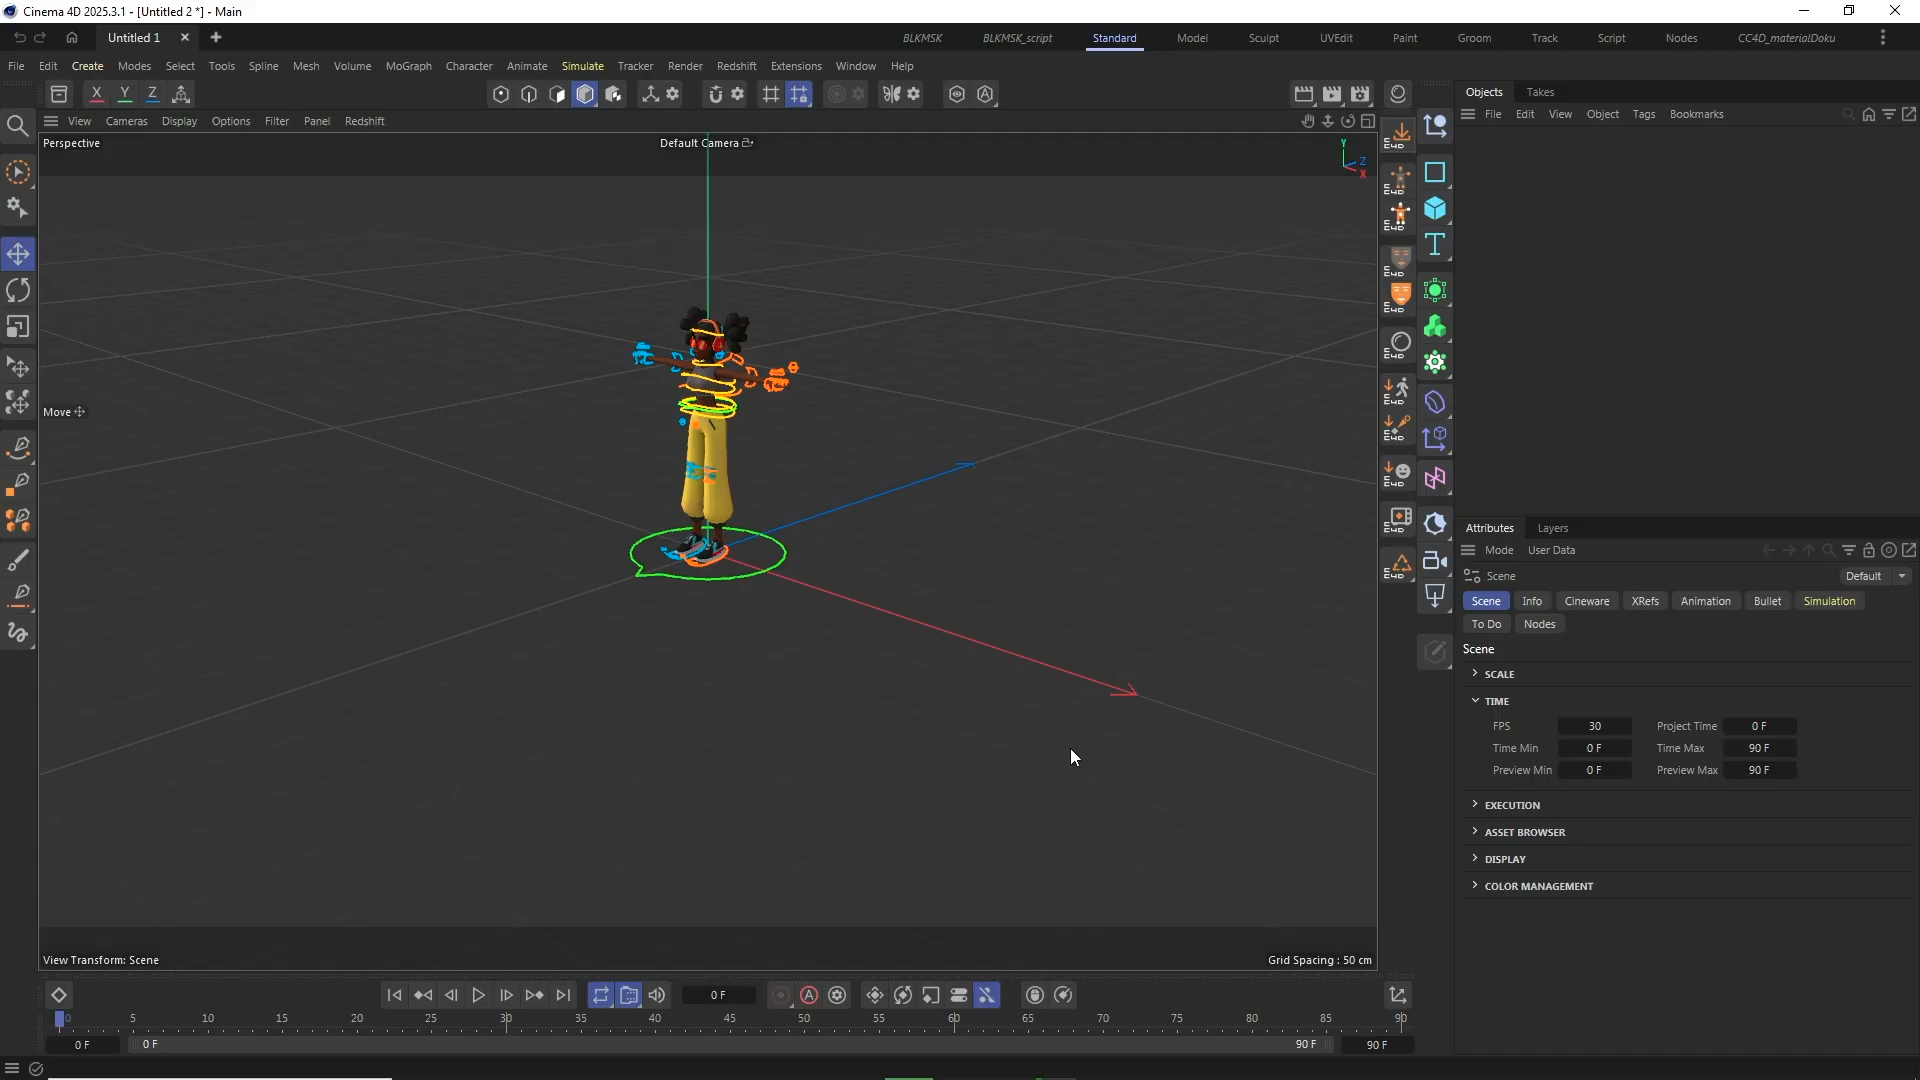 Cinema 4D 2025.3.1 - [Untitled 2 *] - Main
Untitled 1
BLKMSK
BLKMSK_script
Standard
Model
Sculpt
UVEdit
Paint
Groom
Track
Script
Nodes
CC4D_materialDoku
File Edit Create Modes Select Tools Spline Mesh Volume MoGraph Character Animate Simulate Tracker Render Redshift Extensions Window Help
X Y Z
Objects Takes
File Edit View Object Tags Bookmarks
View Cameras Display Options Filter Panel Redshift
Perspective
Default Camera
Y
Z
X
Move
Attributes Layers
Mode User Data
Scene
Default
Scene Info Cineware XRefs Animation Bullet Simulation
To Do Nodes
Scene
SCALE
TIME
FPS 30 Project Time 0 F
Time Min 0 F Time Max 90 F
Preview Min 0 F Preview Max 90 F
EXECUTION
ASSET BROWSER
DISPLAY
COLOR MANAGEMENT
View Transform: Scene
Grid Spacing : 50 cm
0 F
0 5 10 15 20 25 30 35 40 45 50 55 60 65 70 75 80 85 90
0 F 0 F 90 F 90 F